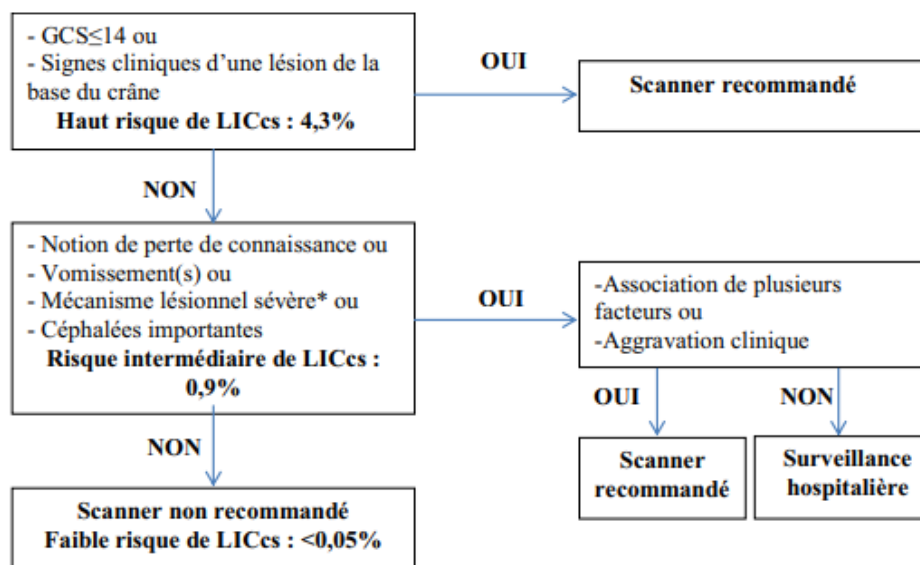 - GCS≤14 ou
- Signes cliniques d’une lésion de la
base du crâne
Haut risque de LICcs : 4,3%
OUI
Scanner recommandé
NON
- Notion de perte de connaissance ou
- Vomissement(s) ou
- Mécanisme lésionnel sévère* ou
- Céphalées importantes
Risque intermédiaire de LICcs :
0,9%
OUI
-Association de plusieurs
facteurs ou
-Aggravation clinique
OUI
NON
Scanner
recommandé
Surveillance
hospitalière
NON
Scanner non recommandé
Faible risque de LICcs : <0,05%